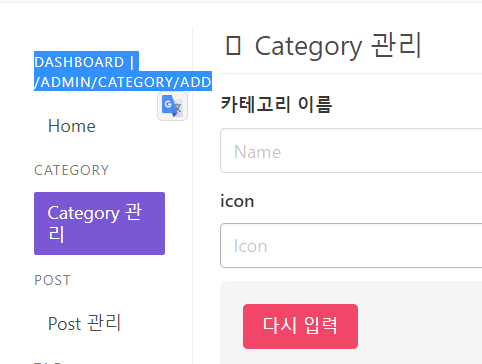 DASHBOARD |
/ADMIN/CATEGORY/ADD
Home
CATEGORY
Category 관
리
POST
Post 관리
Category 관리
카테고리 이름
Name
icon
Icon
다시 입력